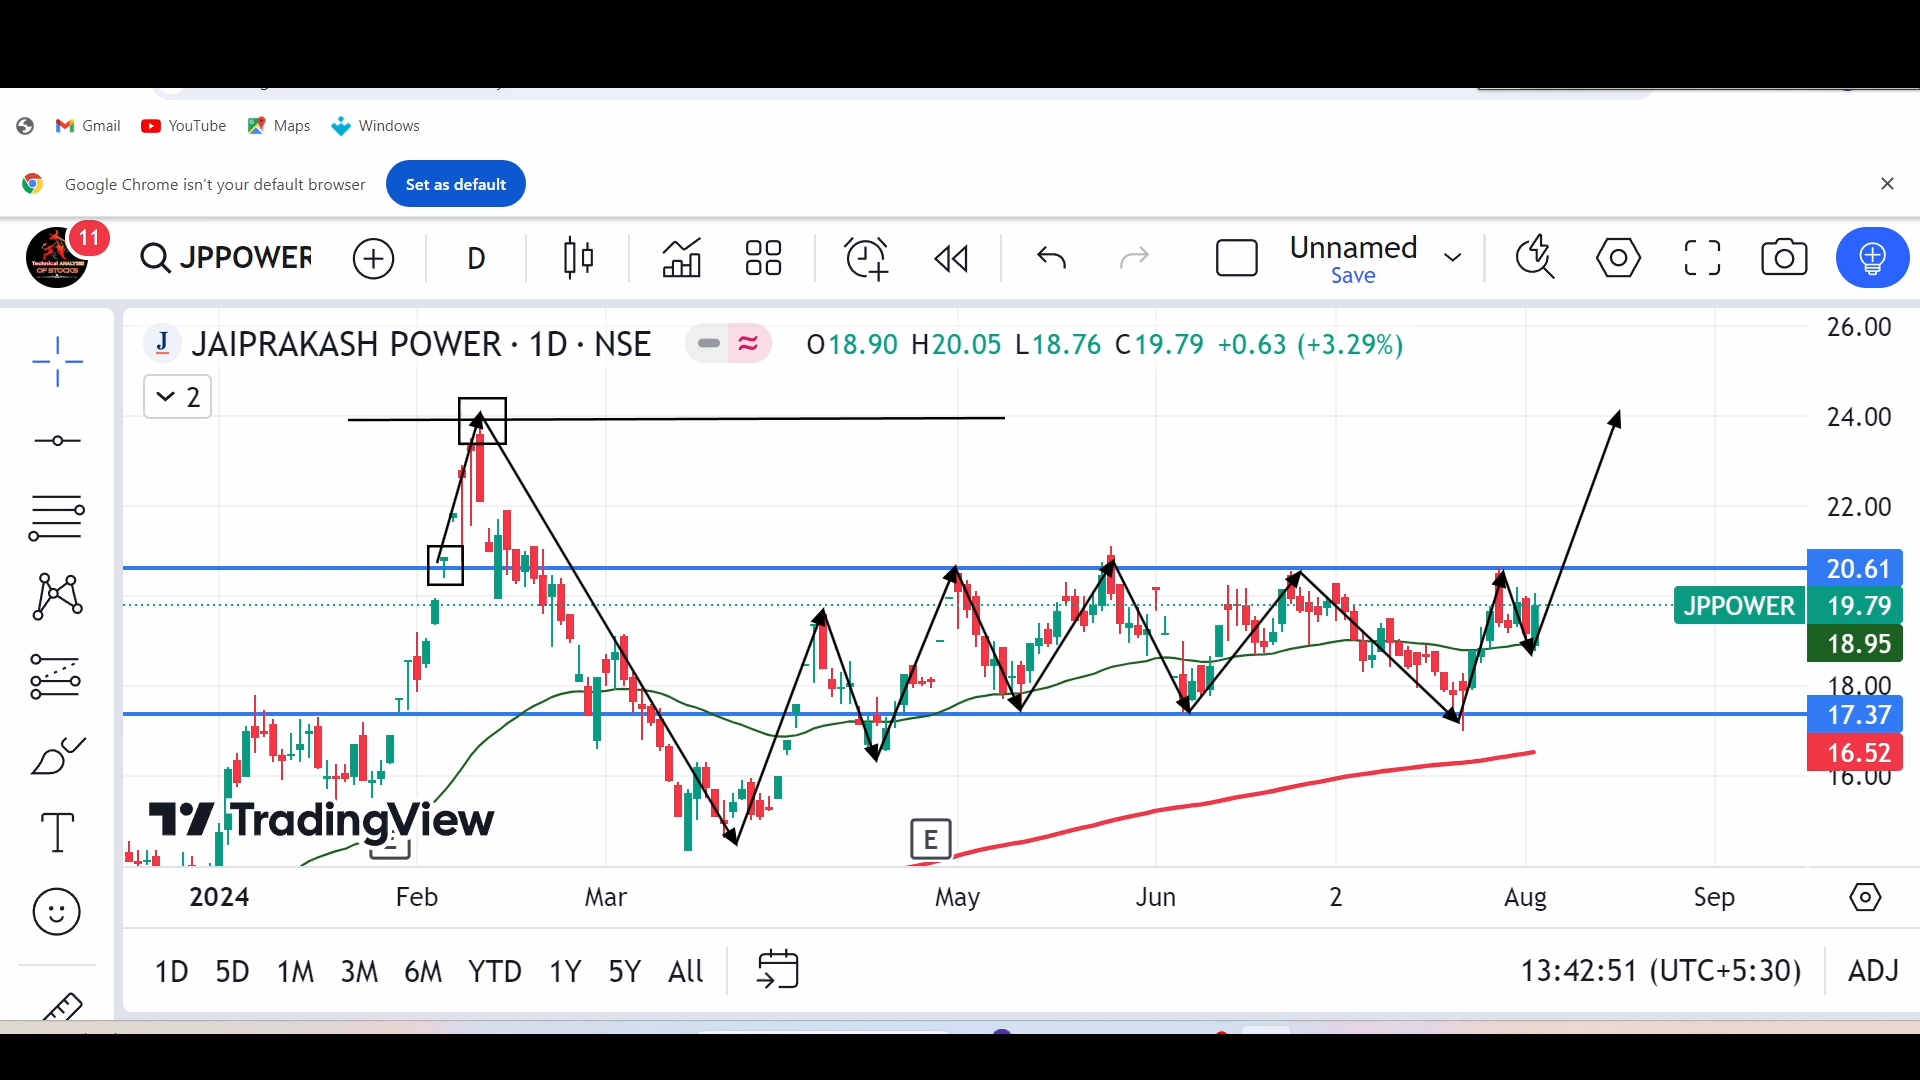 Gmail YouTube Maps Windows
Google Chrome isn't your default browser Set as default
Technical ANALYSIS
OF STOCKS
11
JPPOWER D Unnamed
Save
J JAIPRAKASH POWER · 1D · NSE O18.90 H20.05 L18.76 C19.79 +0.63 (+3.29%)
2
26.00
24.00
22.00
20.61
JPPOWER 19.79
18.95
18.00
17.37
16.52
16.00
TradingView
E
E
2024 Feb Mar May Jun 2 Aug Sep
1D 5D 1M 3M 6M YTD 1Y 5Y All 13:42:51 (UTC+5:30) ADJ